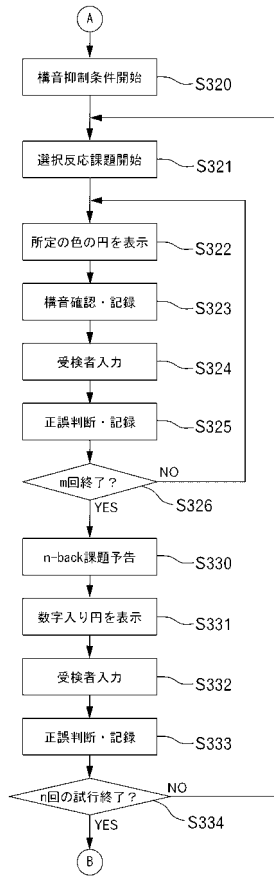 A
構音抑制条件開始
S320
選択反応課題開始
S321
所定の色の円を表示
S322
構音確認・記録
S323
受検者入力
S324
正誤判断・記録
S325
m回終了?
NO
YES
S326
n-back課題予告
S330
数字入り円を表示
S331
受検者入力
S332
正誤判断・記録
S333
n回の試行終了?
NO
YES
S334
B